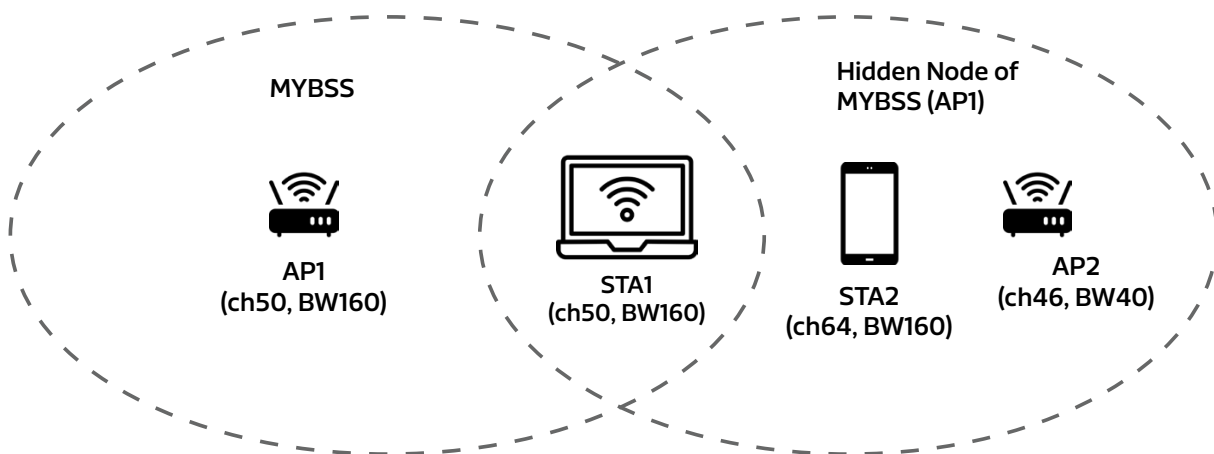 MYBSS
Hidden Node of
MYBSS (AP1)
AP1
(ch50, BW160)
STA1
(ch50, BW160)
STA2
(ch64, BW160)
AP2
(ch46, BW40)